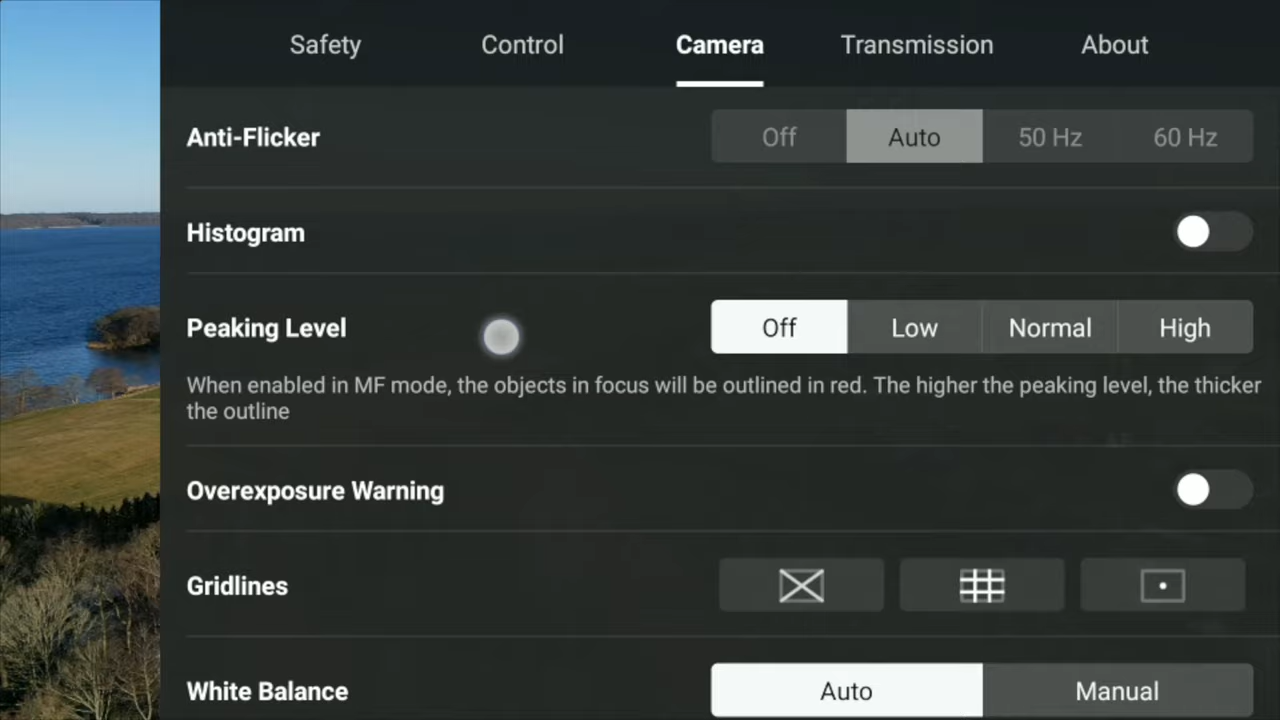 Safety Control Camera Transmission About
Anti-Flicker Off Auto 50 Hz 60 Hz
Histogram
Peaking Level Off Low Normal High
When enabled in MF mode, the objects in focus will be outlined in red. The higher the peaking level, the thicker
the outline
Overexposure Warning
Gridlines
White Balance Auto Manual